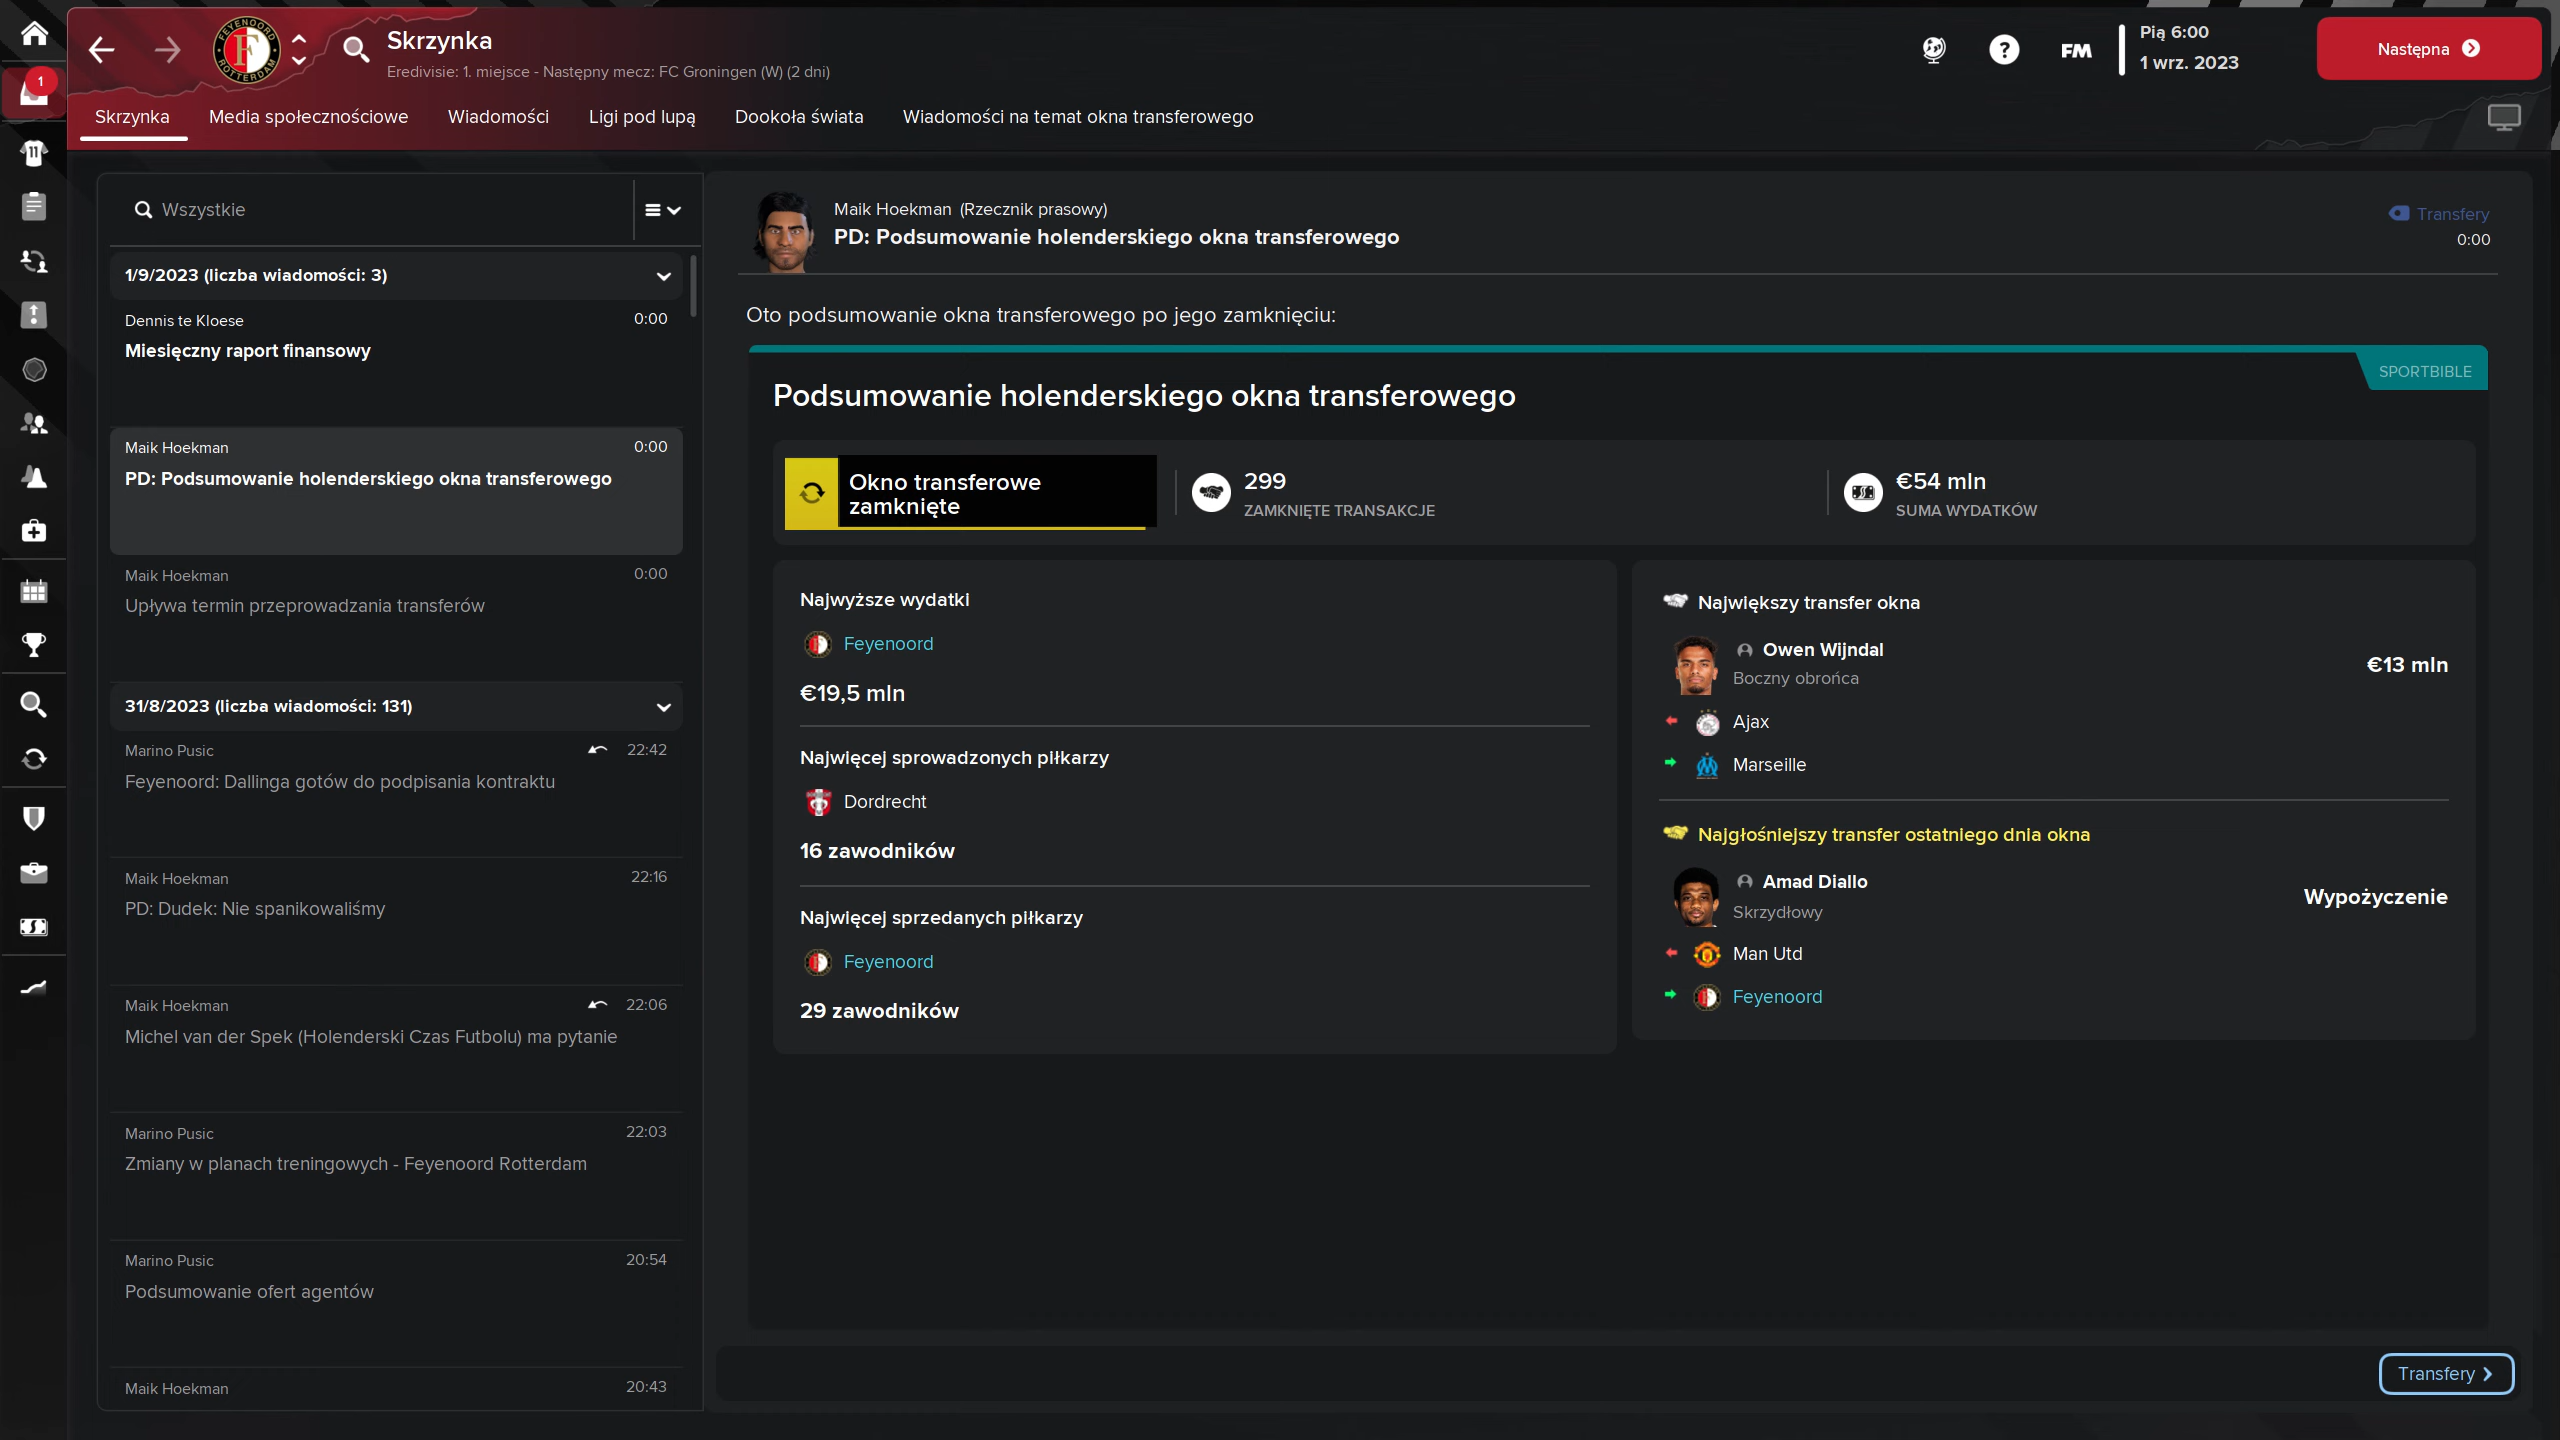 1
Skrzynka
Eredivisie: 1. miejsce - Następny mecz: FC Groningen (W) (2 dni)
FM
Pią 6:00
1 wrz. 2023
Następna
Skrzynka
Media społecznościowe
Wiadomości
Ligi pod lupą
Dookoła świata
Wiadomości na temat okna transferowego
11
Wszystkie
1/9/2023 (liczba wiadomości: 3)
Dennis te Kloese
0:00
Miesięczny raport finansowy
Maik Hoekman
0:00
PD: Podsumowanie holenderskiego okna transferowego
Maik Hoekman
0:00
Upływa termin przeprowadzania transferów
31/8/2023 (liczba wiadomości: 131)
Marino Pusic
22:42
Feyenoord: Dallinga gotów do podpisania kontraktu
Maik Hoekman
22:16
PD: Dudek: Nie spanikowaliśmy
Maik Hoekman
22:06
Michel van der Spek (Holenderski Czas Futbolu) ma pytanie
Marino Pusic
22:03
Zmiany w planach treningowych - Feyenoord Rotterdam
Marino Pusic
20:54
Podsumowanie ofert agentów
Maik Hoekman
20:43
Maik Hoekman (Rzecznik prasowy)
PD: Podsumowanie holenderskiego okna transferowego
Transfery
0:00
Oto podsumowanie okna transferowego po jego zamknięciu:
SPORTBIBLE
Podsumowanie holenderskiego okna transferowego
Okno transferowe
zamknięte
299
ZAMKNIĘTE TRANSAKCJE
€54 mln
SUMA WYDATKÓW
Najwyższe wydatki
Feyenoord
€19,5 mln
Najwięcej sprowadzonych piłkarzy
Dordrecht
16 zawodników
Najwięcej sprzedanych piłkarzy
Feyenoord
29 zawodników
Największy transfer okna
Owen Wijndal
Boczny obrońca
€13 mln
Ajax
Marseille
Najgłośniejszy transfer ostatniego dnia okna
Amad Diallo
Skrzydłowy
Wypożyczenie
Man Utd
Feyenoord
Transfery